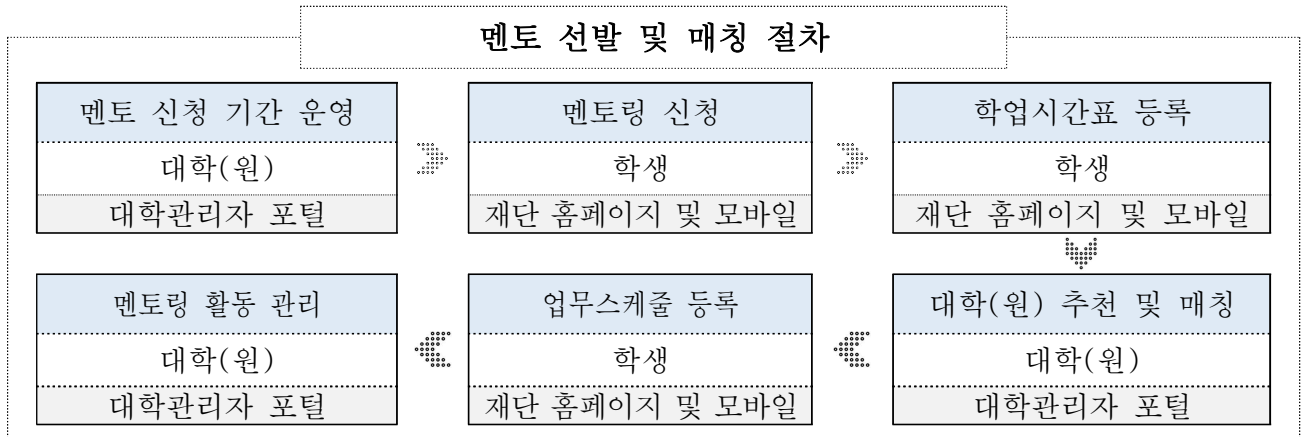 멘토 선발 및 매칭 절차
멘토 신청 기간 운영
대학(원)
대학관리자 포털
멘토링 신청
학생
재단 홈페이지 및 모바일
학업시간표 등록
학생
재단 홈페이지 및 모바일
대학(원) 추천 및 매칭
대학(원)
대학관리자 포털
업무스케줄 등록
학생
재단 홈페이지 및 모바일
멘토링 활동 관리
대학(원)
대학관리자 포털